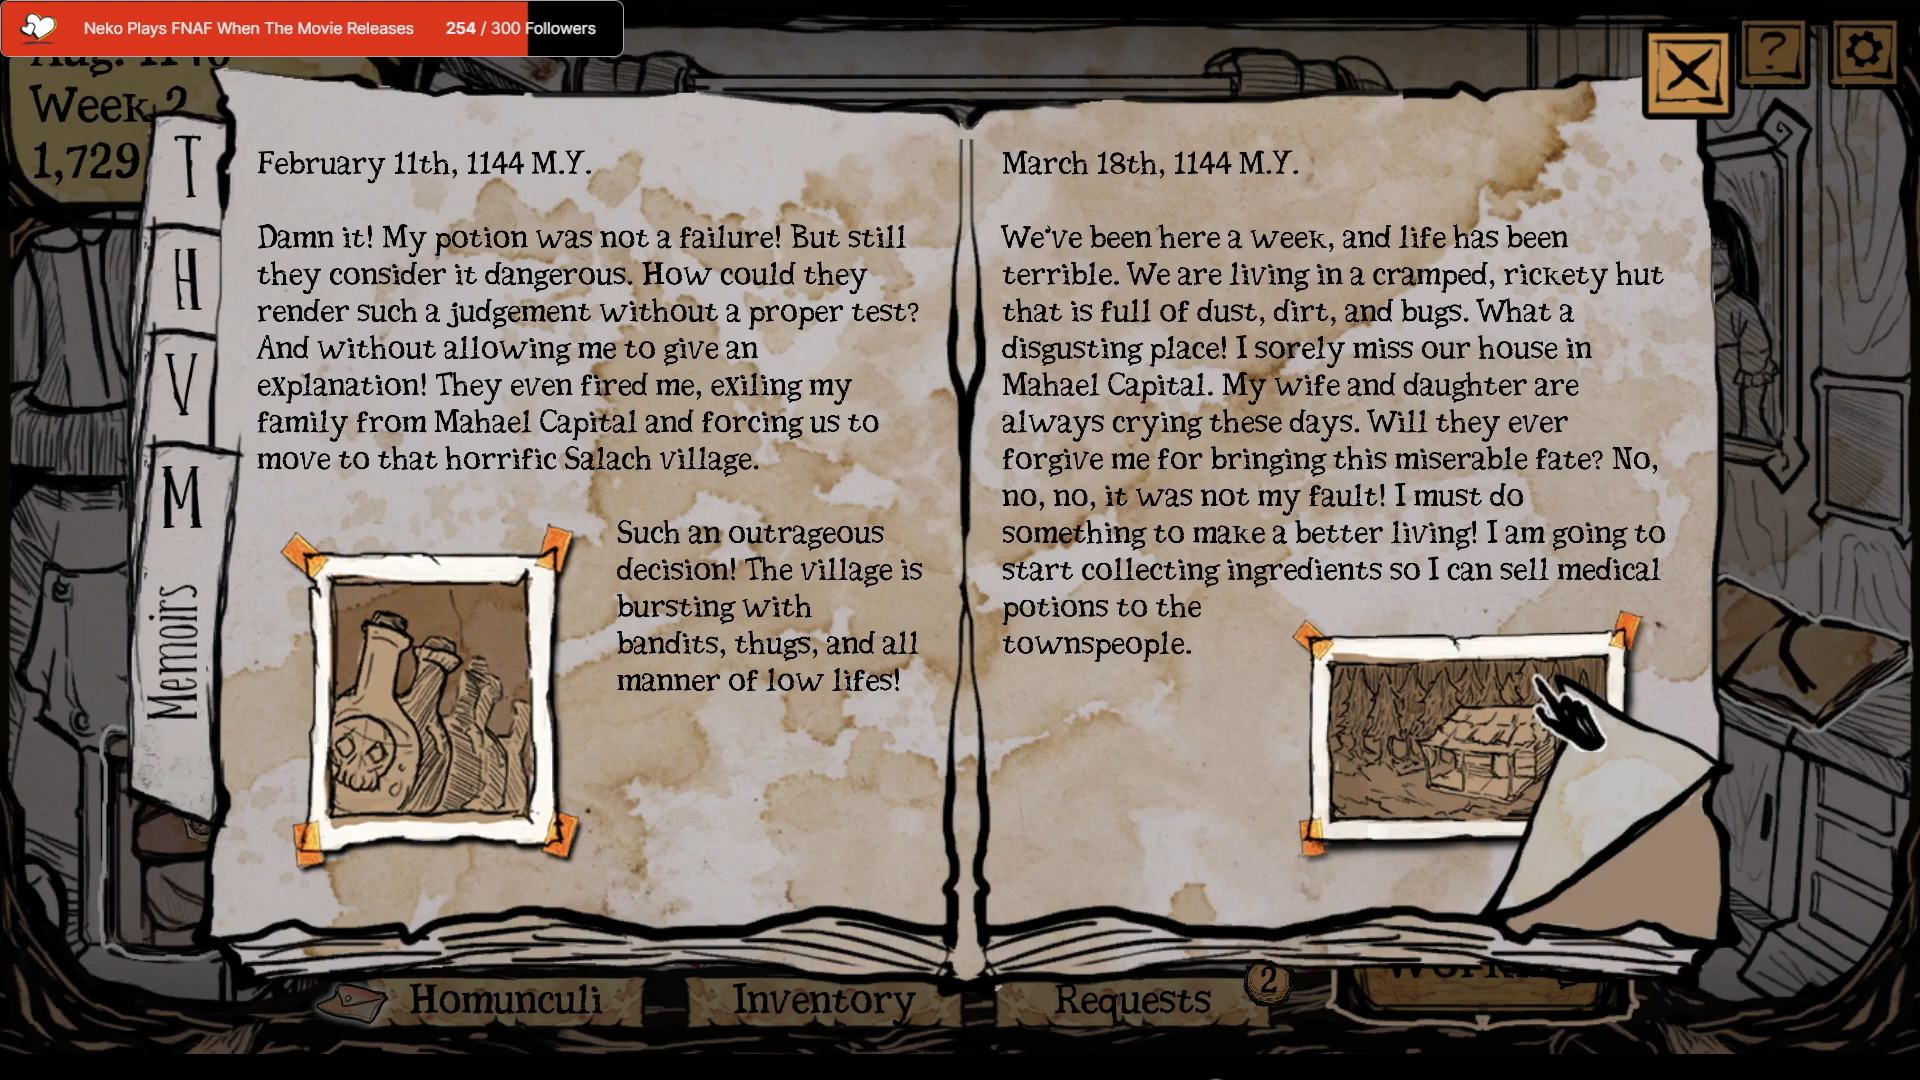 Neko Plays FNAF When The Movie Releases 254 / 300 Followers
Week 2
1,729
T
H
V
M
Memoirs
February 11th, 1144 M.Y.
Damn it! My potion was not a failure! But still
they consider it dangerous. How could they
render such a judgement without a proper test?
And without allowing me to give an
explanation! They even fired me, exiling my
family from Mahael Capital and forcing us to
move to that horrific Salach village.
Such an outrageous
decision! The village is
bursting with
bandits, thugs, and all
manner of low lifes!
March 18th, 1144 M.Y.
We've been here a week, and life has been
terrible. We are living in a cramped, rickety hut
that is full of dust, dirt, and bugs. What a
disgusting place! I sorely miss our house in
Mahael Capital. My wife and daughter are
always crying these days. Will they ever
forgive me for bringing this miserable fate? No,
no, no, it was not my fault! I must do
something to make a better living! I am going to
start collecting ingredients so I can sell medical
potions to the
townspeople.
?
Homunculi
Inventory
Requests
2